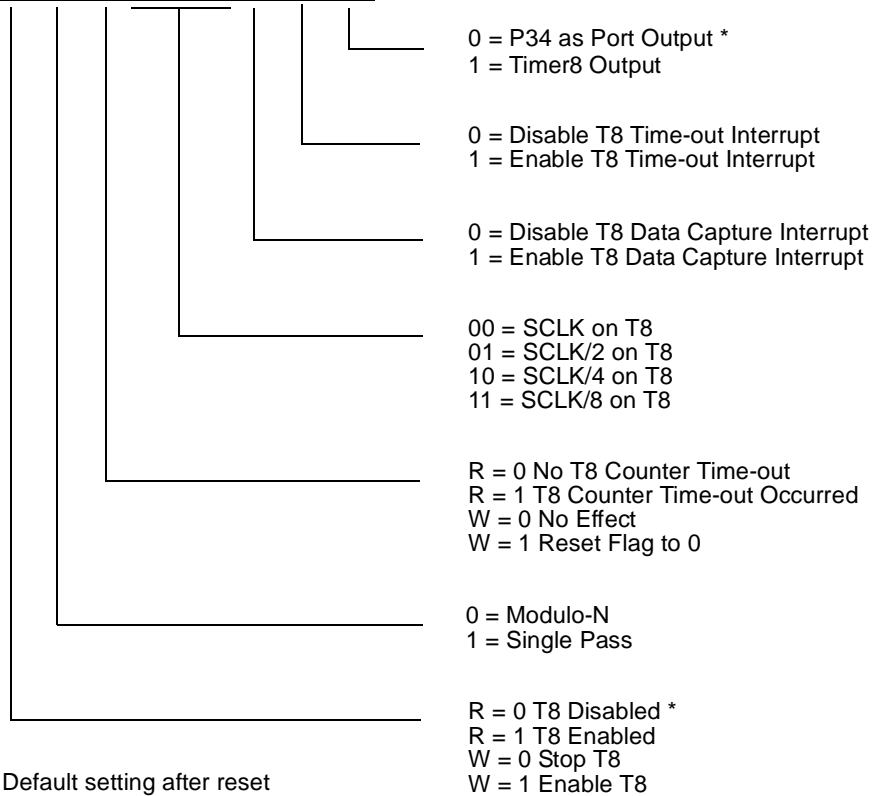 0 = P34 as Port Output *
1 = Timer8 Output
0 = Disable T8 Time-out Interrupt
1 = Enable T8 Time-out Interrupt
0 = Disable T8 Data Capture Interrupt
1 = Enable T8 Data Capture Interrupt
00 = SCLK on T8
01 = SCLK/2 on T8
10 = SCLK/4 on T8
11 = SCLK/8 on T8
R = 0 No T8 Counter Time-out
R = 1 T8 Counter Time-out Occurred
W = 0 No Effect
W = 1 Reset Flag to 0
0 = Modulo-N
1 = Single Pass
R = 0 T8 Disabled *
R = 1 T8 Enabled
W = 0 Stop T8
W = 1 Enable T8
Default setting after reset